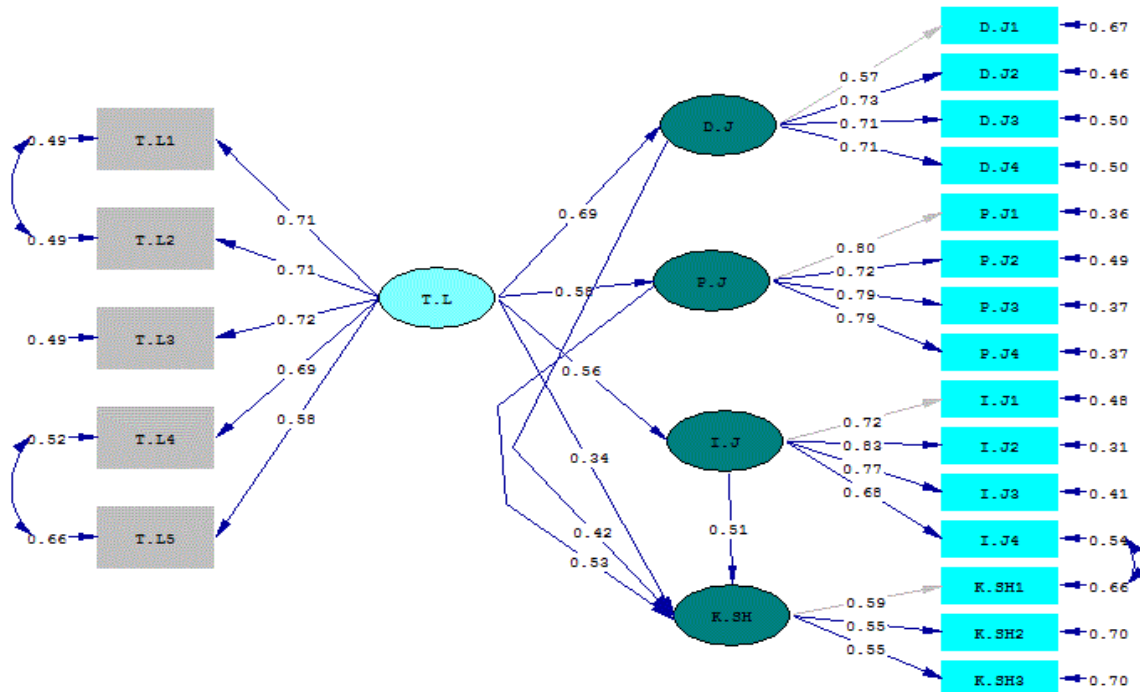 0.49 T.L1
0.49 T.L2
0.49 T.L3
0.52 T.L4
0.66 T.L5
0.71
0.71
0.72
0.69
0.58
T.L
0.69
0.58
0.56
0.34
0.42
0.53
0.51
D.J
P.J
I.J
K.SH
0.57
0.73
0.71
0.71
0.80
0.72
0.79
0.79
0.72
0.83
0.77
0.68
0.59
0.55
0.55
D.J1 0.67
D.J2 0.46
D.J3 0.50
D.J4 0.50
P.J1 0.36
P.J2 0.49
P.J3 0.37
P.J4 0.37
I.J1 0.48
I.J2 0.31
I.J3 0.41
I.J4 0.54
K.SH1 0.66
K.SH2 0.70
K.SH3 0.70